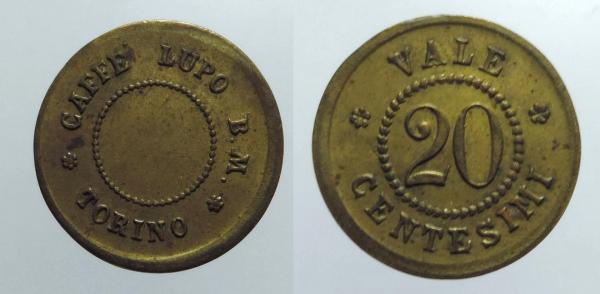 CAFFE' LUPO B.M.
TORINO
VALE
20
CENTESIMI